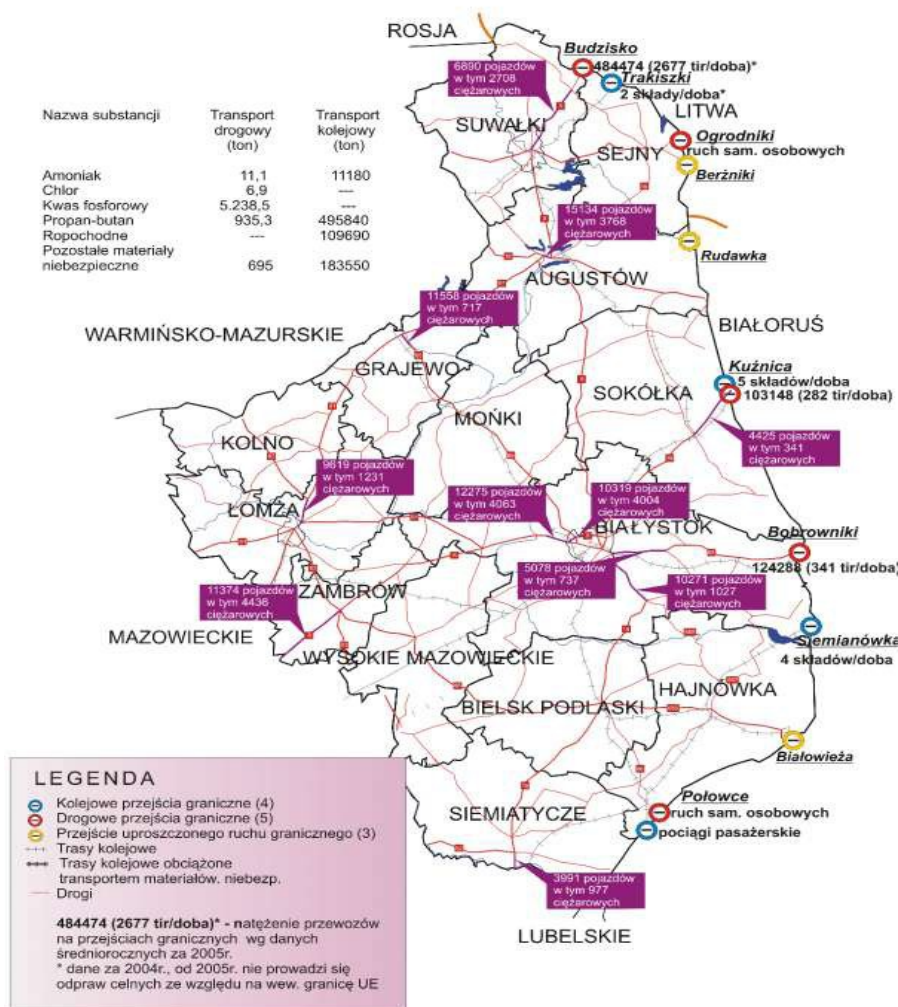 ROSJA
Budzisko
484474 (2677 tir/doba)*
6890 pojazdów
w tym 2708
ciężarowych
Trakiszki
2 składy/doba*
LITWA
Nazwa substancji Transport drogowy (ton) Transport kolejowy (ton)
Amoniak 11,1 11180
Chlor 6,9 ---
Kwas fosforowy 5.238,5 ---
Propan-butan 935,3 495840
Ropochodne --- 109690
Pozostałe materiały
niebezpieczne 695 183550
SUWAŁKI
SEJNY
Ogrodniki
ruch sam. osobowych
Berżniki
15134 pojazdów
w tym 3768
ciężarowych
Rudawka
AUGUSTÓW
11558 pojazdów
w tym 717
ciężarowych
WARMIŃSKO-MAZURSKIE
BIAŁORUŚ
GRAJEWO
Kuźnica
5 składów/doba
103148 (282 tir/doba)
SOKÓŁKA
MOŃKI
KOLNO
4425 pojazdów
w tym 341
ciężarowych
9619 pojazdów
w tym 1231
ciężarowych
12275 pojazdów
w tym 4063
ciężarowych
10319 pojazdów
w tym 4004
ciężarowych
ŁOMŻA
BIAŁYSTOK
Bobrowniki
124288 (341 tir/doba)
5078 pojazdów
w tym 737
ciężarowych
10271 pojazdów
w tym 1027
ciężarowych
11374 pojazdów
w tym 4436
ciężarowych
ZAMBRÓW
MAZOWIECKIE
Siemianówka
4 składów/doba
WYSOKIE MAZOWIECKIE
HAJNÓWKA
BIELSK PODLASKI
Białowieża
Połowce
ruch sam. osobowych
pociągi pasażerskie
SIEMIATYCZE
3991 pojazdów
w tym 977
ciężarowych
LUBELSKIE
LEGENDA
Kolejowe przejścia graniczne (4)
Drogowe przejścia graniczne (5)
Przejście uproszczonego ruchu granicznego (3)
Trasy kolejowe
Trasy kolejowe obciążone
transportem materiałów. niebezp.
Drogi
484474 (2677 tir/doba)* - natężenie przewozów
na przejściach granicznych wg danych
średniorocznych za 2005r.
* dane za 2004r., od 2005r. nie prowadzi się
odpraw celnych ze względu na wew. granicę UE